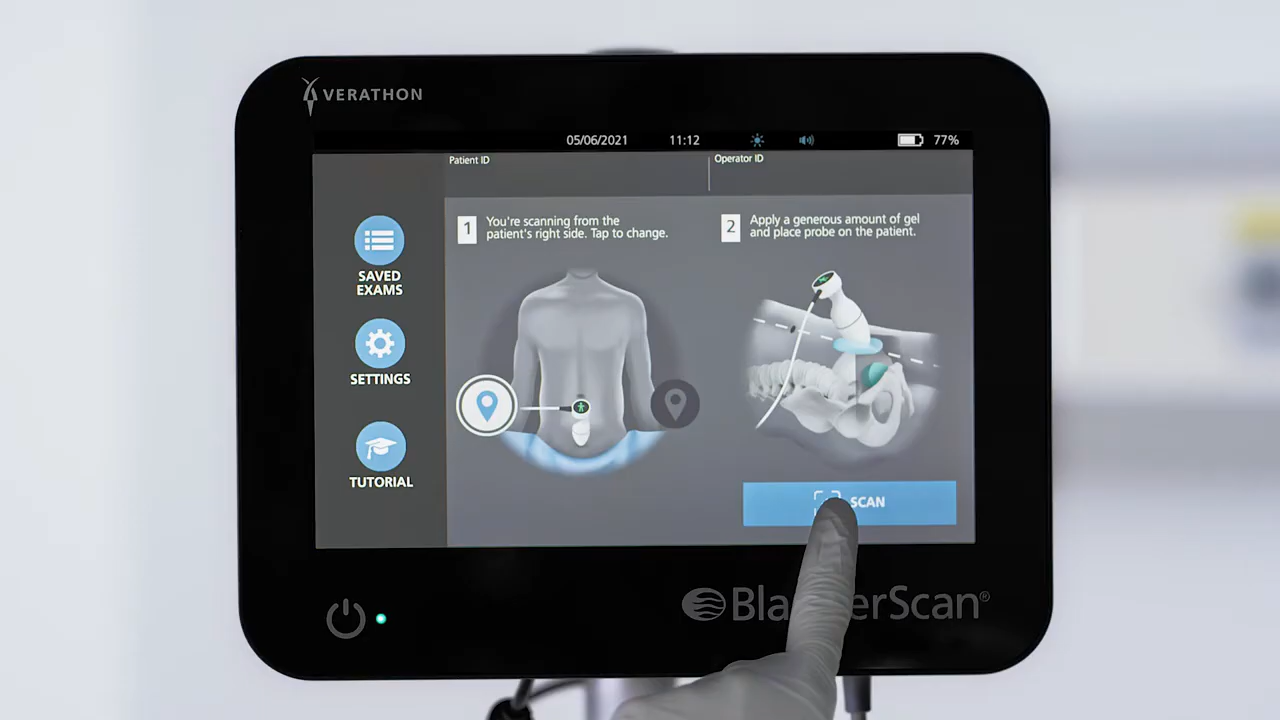 VERATHON
05/06/2021 11:12 77%
Patient ID
Operator ID
1 You're scanning from the
patient's right side. Tap to change.
2 Apply a generous amount of gel
and place probe on the patient.
SAVED
EXAMS
SETTINGS
TUTORIAL
SCAN